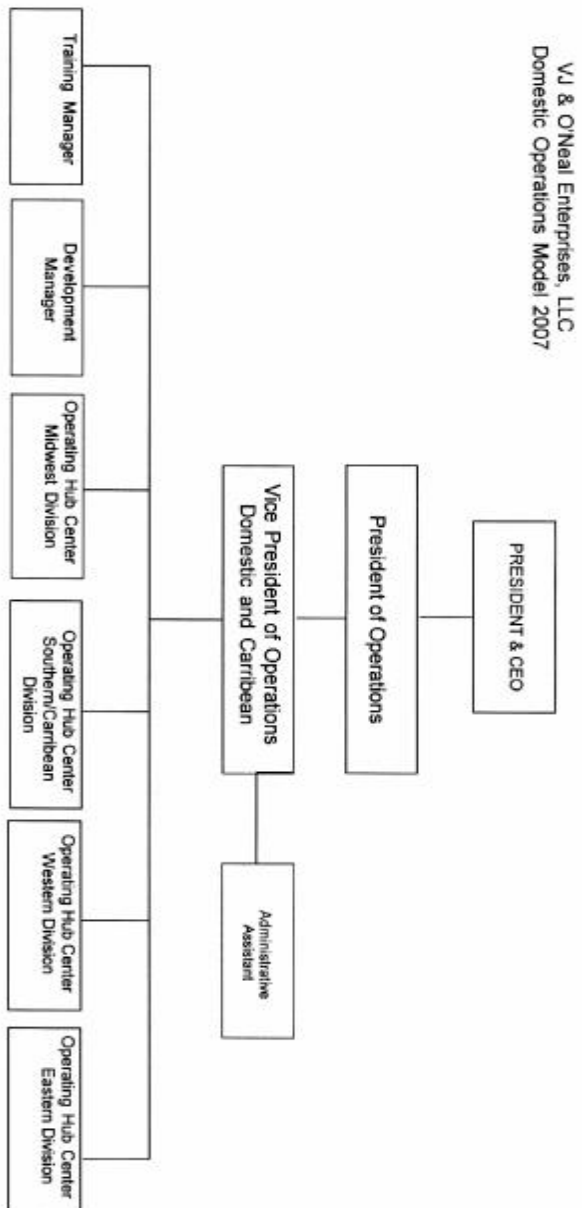 VJ & O'Neal Enterprises, LLC
Domestic Operations Model 2007
PRESIDENT & CEO
President of Operations
Vice President of Operations
Domestic and Carribean
Administrative
Assistant
Training Manager
Development
Manager
Operating Hub Center
Midwest Division
Operating Hub Center
Southern/Carribean
Division
Operating Hub Center
Western Division
Operating Hub Center
Eastern Division